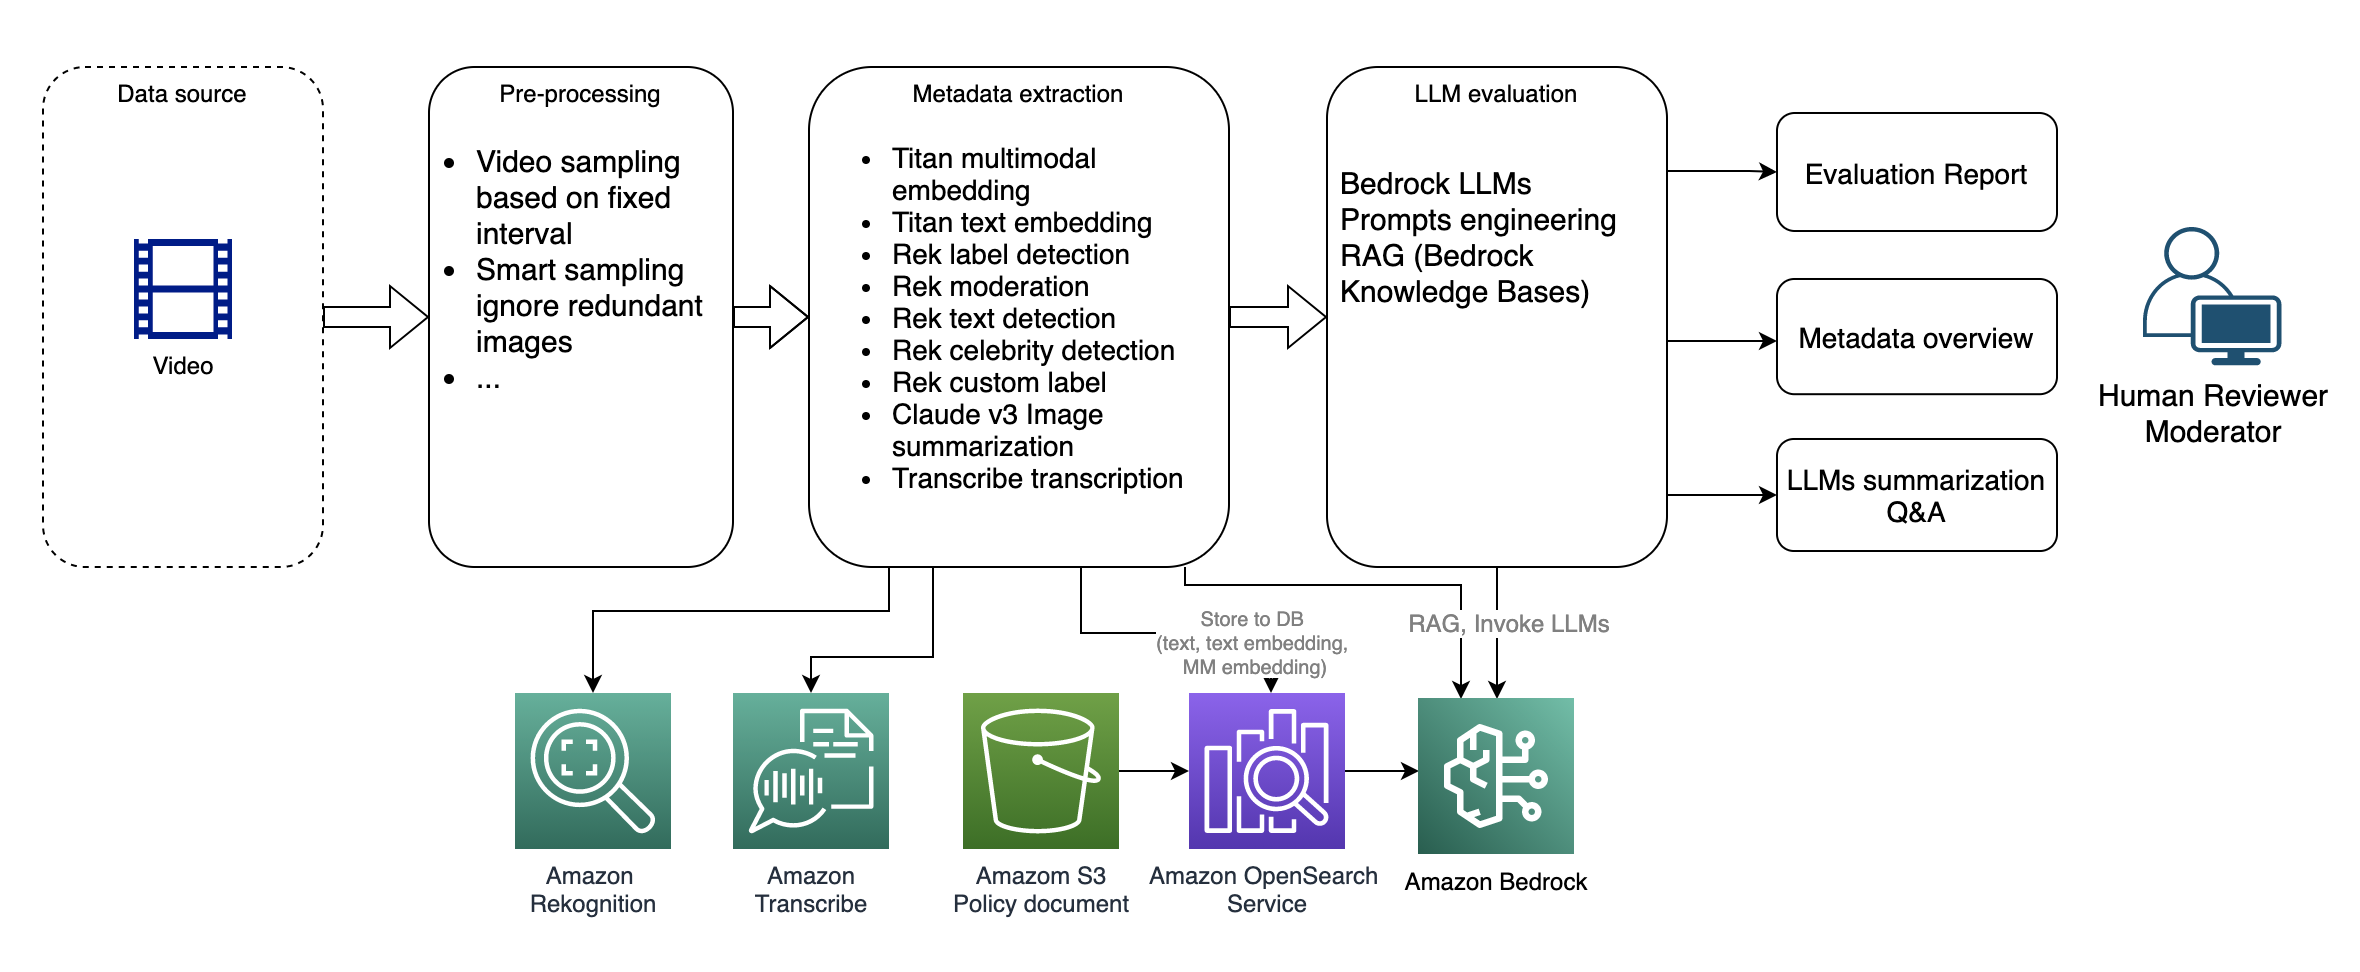 Data source
Video
Pre-processing
Video sampling
based on fixed
interval
Smart sampling
ignore redundant
images
...
Metadata extraction
Titan multimodal
embedding
Titan text embedding
Rek label detection
Rek moderation
Rek text detection
Rek celebrity detection
Rek custom label
Claude v3 Image
summarization
Transcribe transcription
LLM evaluation
Bedrock LLMs
Prompts engineering
RAG (Bedrock
Knowledge Bases)
Evaluation Report
Metadata overview
LLMs summarization
Q&A
Human Reviewer
Moderator
Store to DB
(text, text embedding,
MM embedding)
RAG, Invoke LLMs
Amazon
Rekognition
Amazon
Transcribe
Amazom S3
Policy document
Amazon OpenSearch
Service
Amazon Bedrock